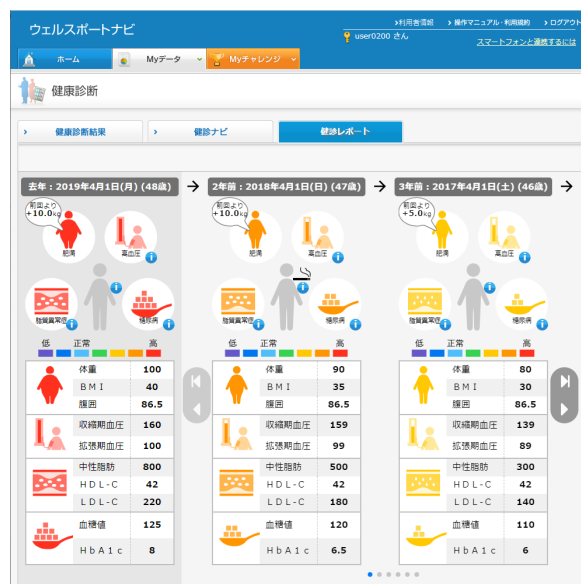 ウェルスポートナビ
›利用者情報 › 操作マニュアル・利用規約 › ログアウト
user0200 さん
スマートフォンと連携するには
ホーム Myデータ Myチャレンジ
健康診断
› 健康診断結果 › 健診ナビ 健診レポート
去年：2019年4月1日(月) (48歳) → 2年前：2018年4月1日(日) (47歳) → 3年前：2017年4月1日(土) (46歳) →
前回より +10.0kg 前回より +10.0kg 前回より +5.0kg
肥満 高血圧 肥満 高血圧 肥満 高血圧
脂質異常症 糖尿病 脂質異常症 糖尿病 脂質異常症 糖尿病
低 正常 高 低 正常 高 低 正常 高
体重 100 体重 90 体重 80
BMI 40 BMI 35 BMI 30
腹囲 86.5 腹囲 86.5 腹囲 86.5
収縮期血圧 160 収縮期血圧 159 収縮期血圧 139
拡張期血圧 100 拡張期血圧 99 拡張期血圧 89
中性脂肪 800 中性脂肪 500 中性脂肪 300
HDL-C 42 HDL-C 42 HDL-C 42
LDL-C 220 LDL-C 180 LDL-C 140
血糖値 125 血糖値 120 血糖値 110
HbA1c 8 HbA1c 6.5 HbA1c 6